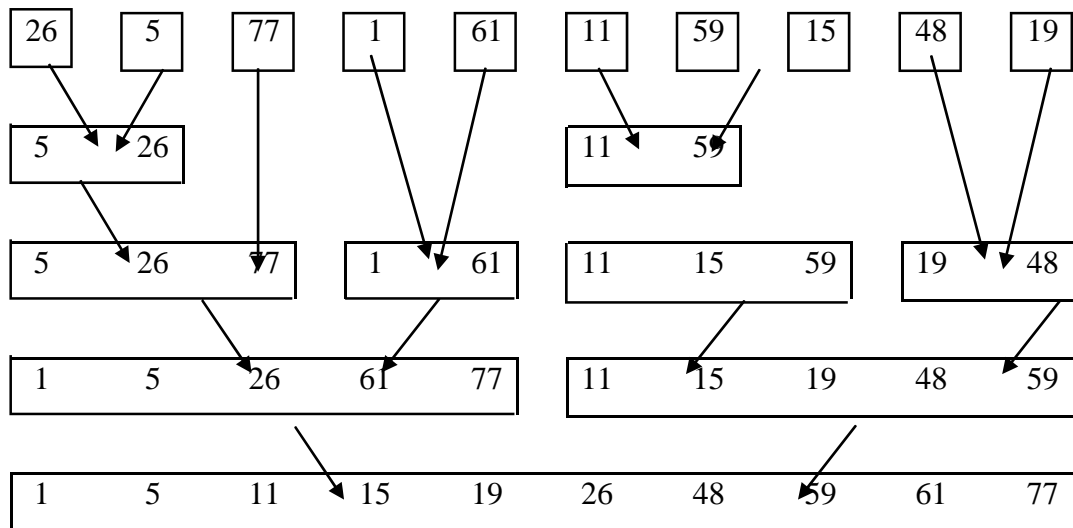 26 5 77 1 61 11 59 15 48 19
5 26 11 59
5 26 77 1 61 11 15 59 19 48
1 5 26 61 77 11 15 19 48 59
1 5 11 15 19 26 48 59 61 77